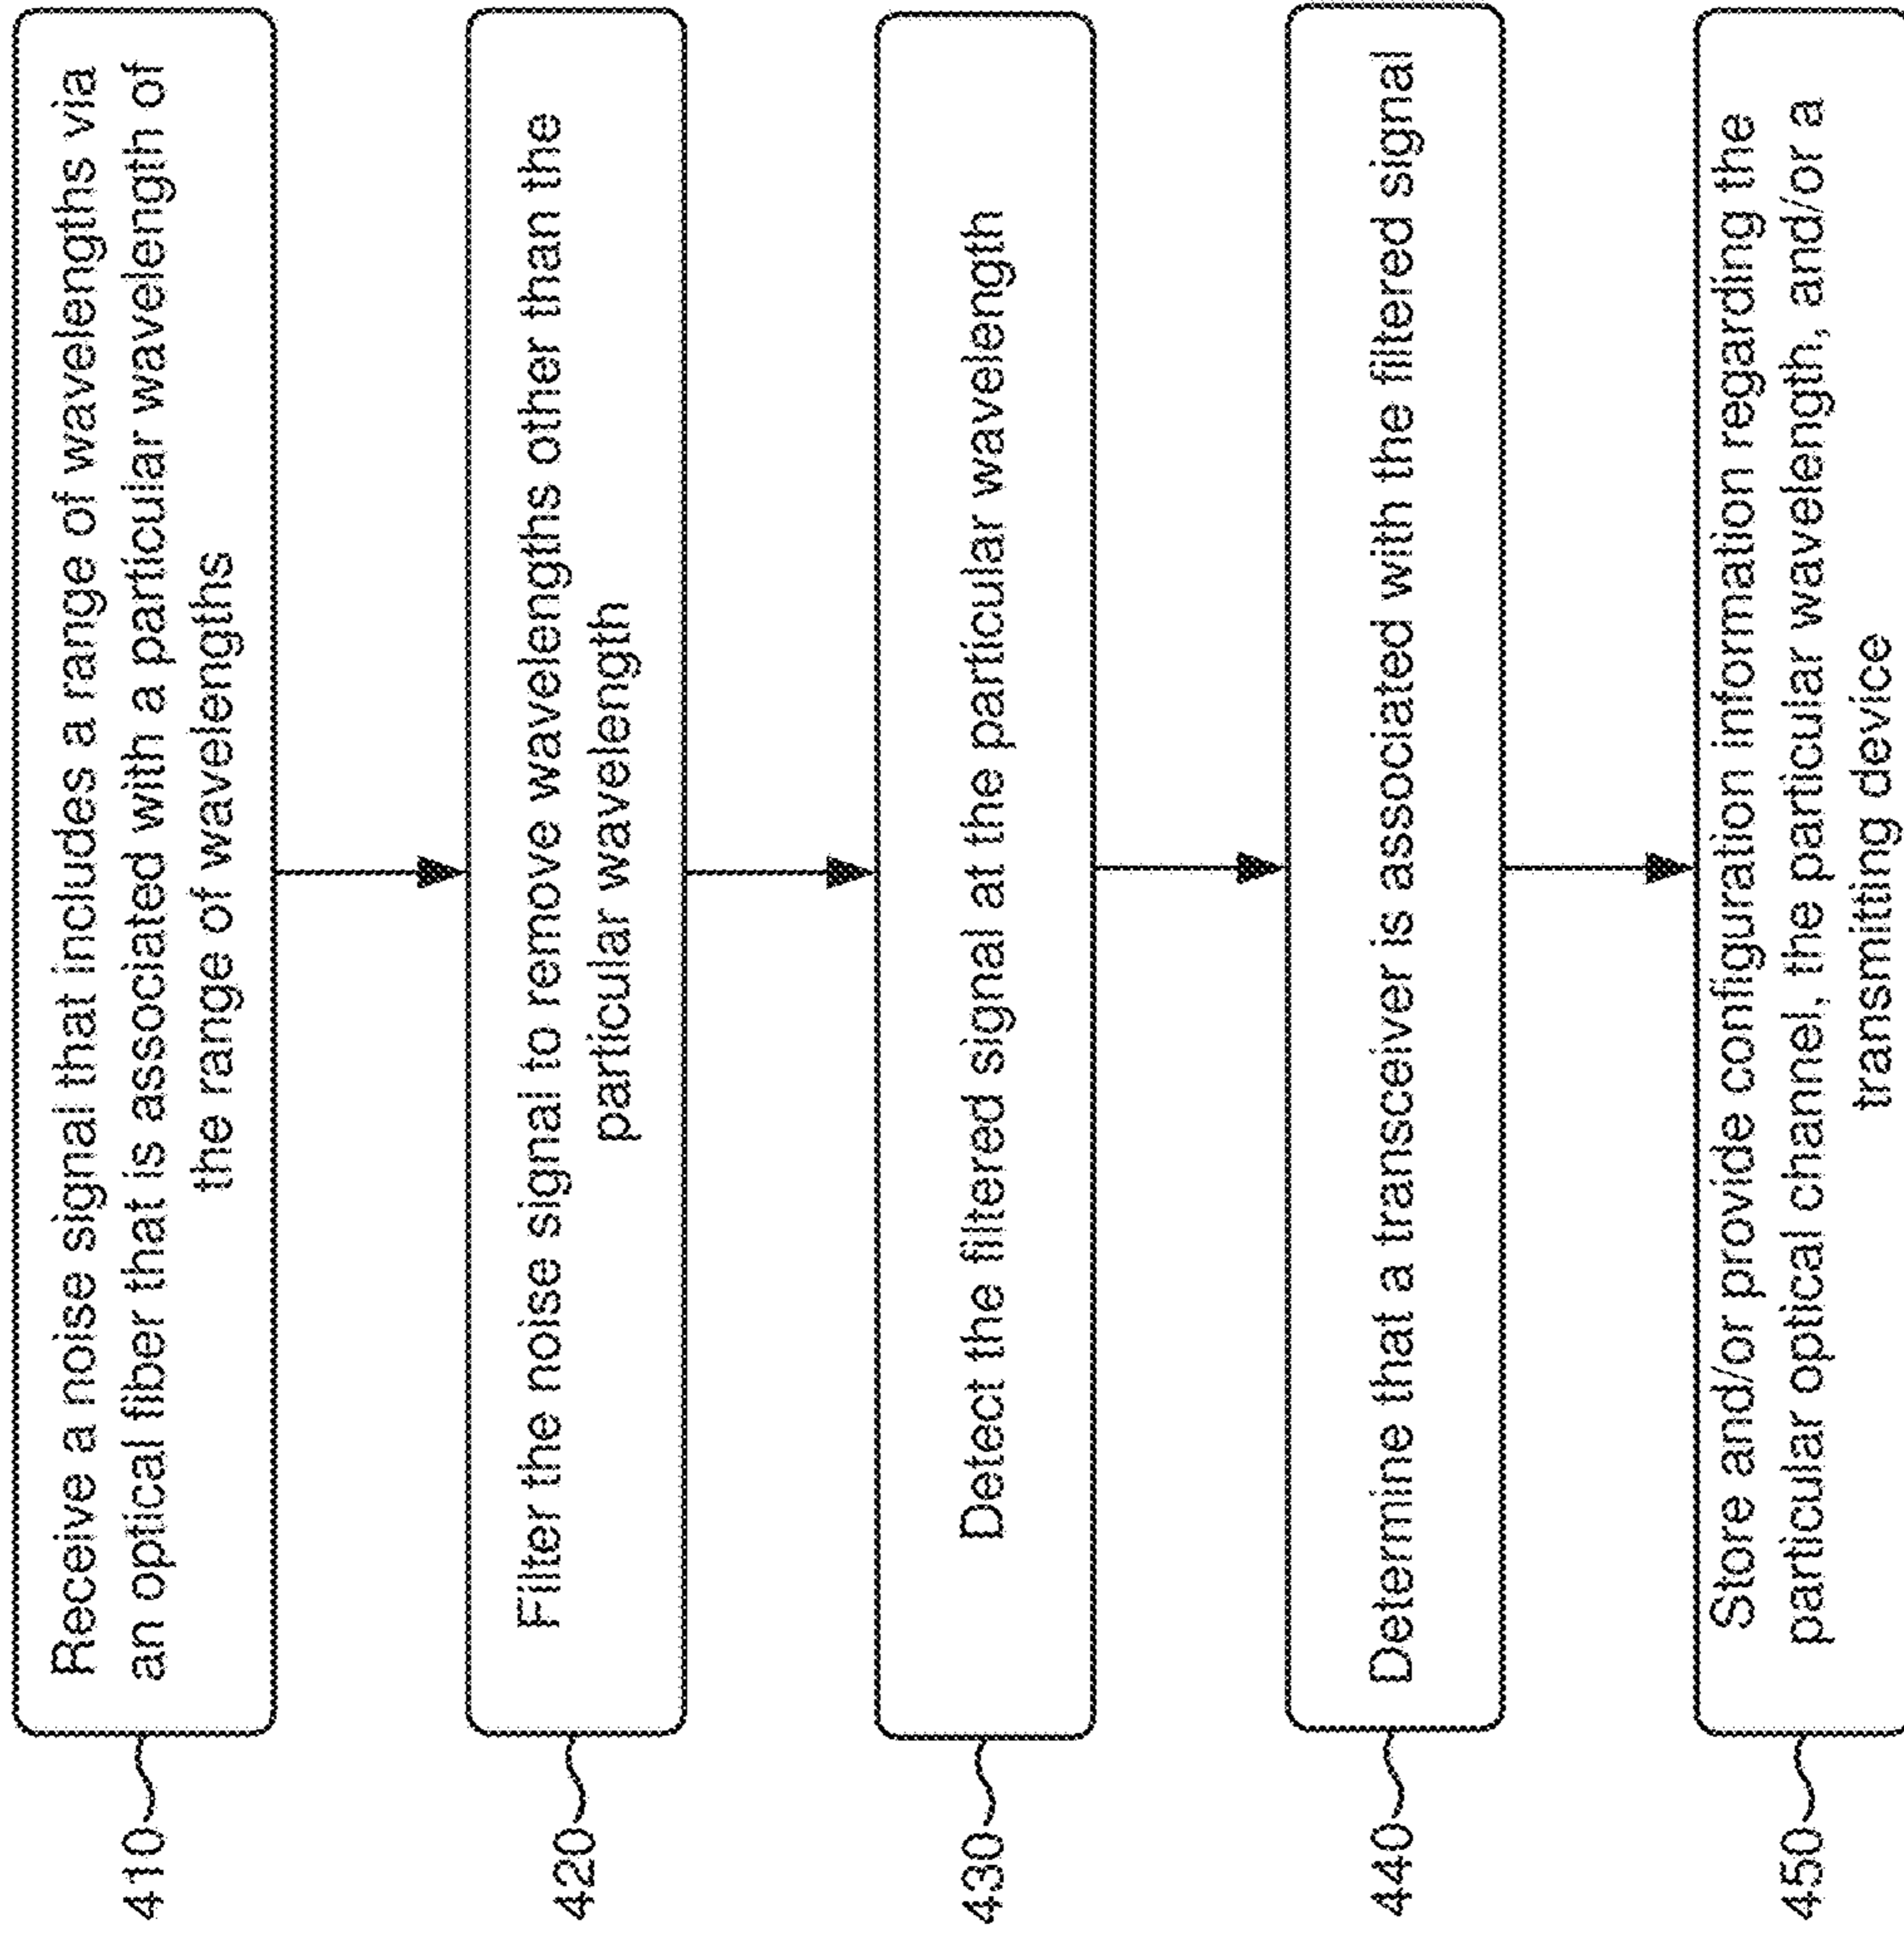 410
Receive a noise signal that includes a range of wavelengths via
an optical fiber that is associated with a particular wavelength of
the range of wavelengths
420
Filter the noise signal to remove wavelengths other than the
particular wavelength
430
Detect the filtered signal at the particular wavelength
440
Determine that a transceiver is associated with the filtered signal
450
Store and/or provide configuration information regarding the
particular optical channel, the particular wavelength, and/or a
transmitting device